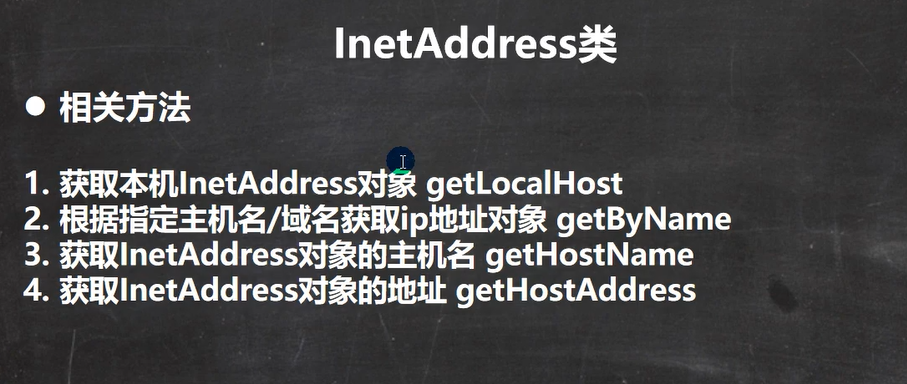 InetAddress类
● 相关方法
1. 获取本机InetAddress对象 getLocalHost
2. 根据指定主机名/域名获取ip地址对象 getByName
3. 获取InetAddress对象的主机名 getHostName
4. 获取InetAddress对象的地址 getHostAddress